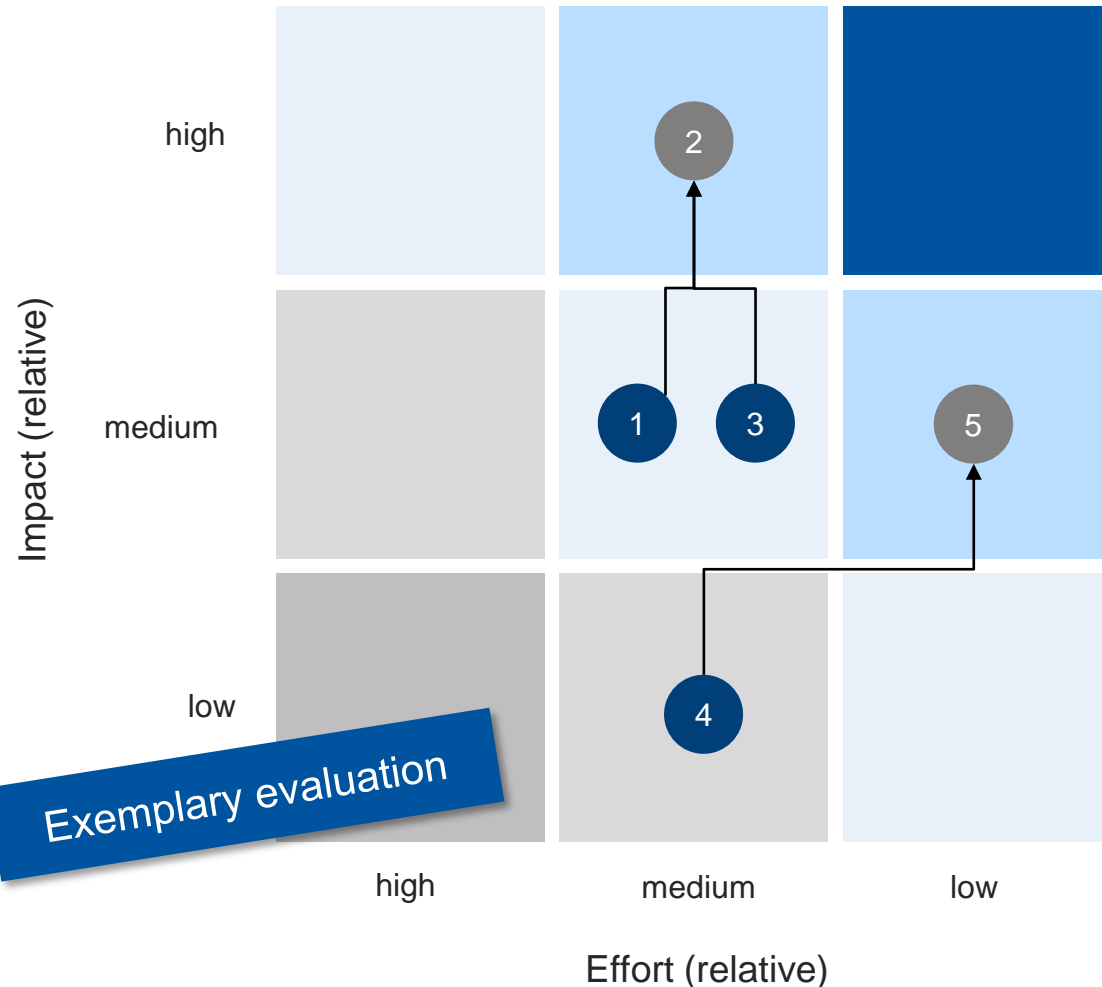 high
2
Impact (relative)
medium
1
3
5
low
4
Exemplary evaluation
high
medium
low
Effort (relative)